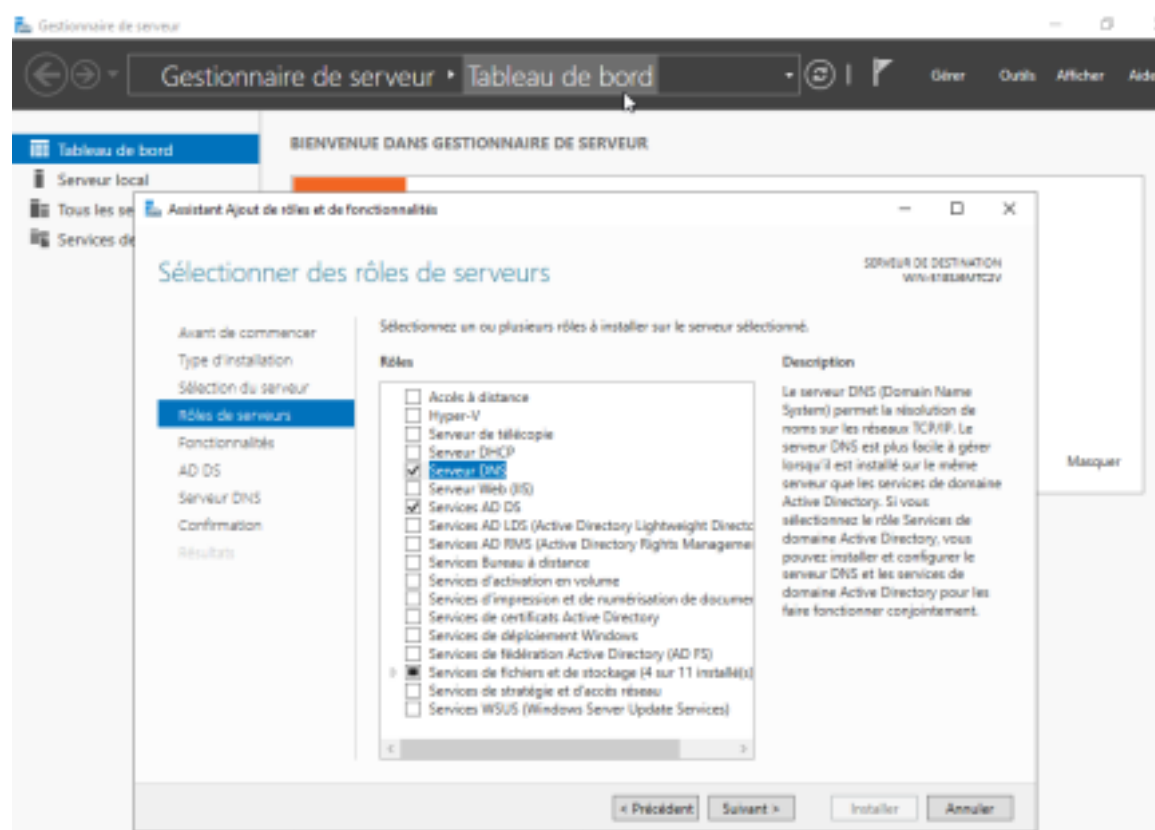 Gestionnaire de serveur
Gestionnaire de serveur • Tableau de bord
Gérer Outils Afficher Aide
Tableau de bord
Serveur local
Tous les se
Services de
BIENVENUE DANS GESTIONNAIRE DE SERVEUR
Masquer
Assistant Ajout de rôles et de fonctionnalités
Sélectionner des rôles de serveurs
SERVEUR DE DESTINATION
Avant de commencer
Type d'installation
Sélection du serveur
Rôles de serveurs
Fonctionnalités
AD DS
Serveur DNS
Confirmation
Résultats
Sélectionnez un ou plusieurs rôles à installer sur le serveur sélectionné.
Rôles
Accès à distance
Hyper-V
Serveur de télécopie
Serveur DHCP
Serveur DNS
Serveur Web (IIS)
Services AD DS
Services AD LDS (Active Directory Lightweight Directo
Services AD RMS (Active Directory Rights Manageme
Services Bureau à distance
Services d'activation en volume
Services d'impression et de numérisation de documen
Services de certificats Active Directory
Services de déploiement Windows
Services de fédération Active Directory (AD FS)
Services de fichiers et de stockage (4 sur 11 installé(s)
Services de stratégie et d'accès réseau
Services WSUS (Windows Server Update Services)
Description
Le serveur DNS (Domain Name
System) permet la résolution de
noms sur les réseaux TCP/IP. Le
serveur DNS est plus facile à gérer
lorsqu'il est installé sur le même
serveur que les services de domaine
Active Directory. Si vous
sélectionnez le rôle Services de
domaine Active Directory, vous
pouvez installer et configurer le
serveur DNS et les services de
domaine Active Directory pour les
faire fonctionner conjointement.
< Précédent Suivant > Installer Annuler